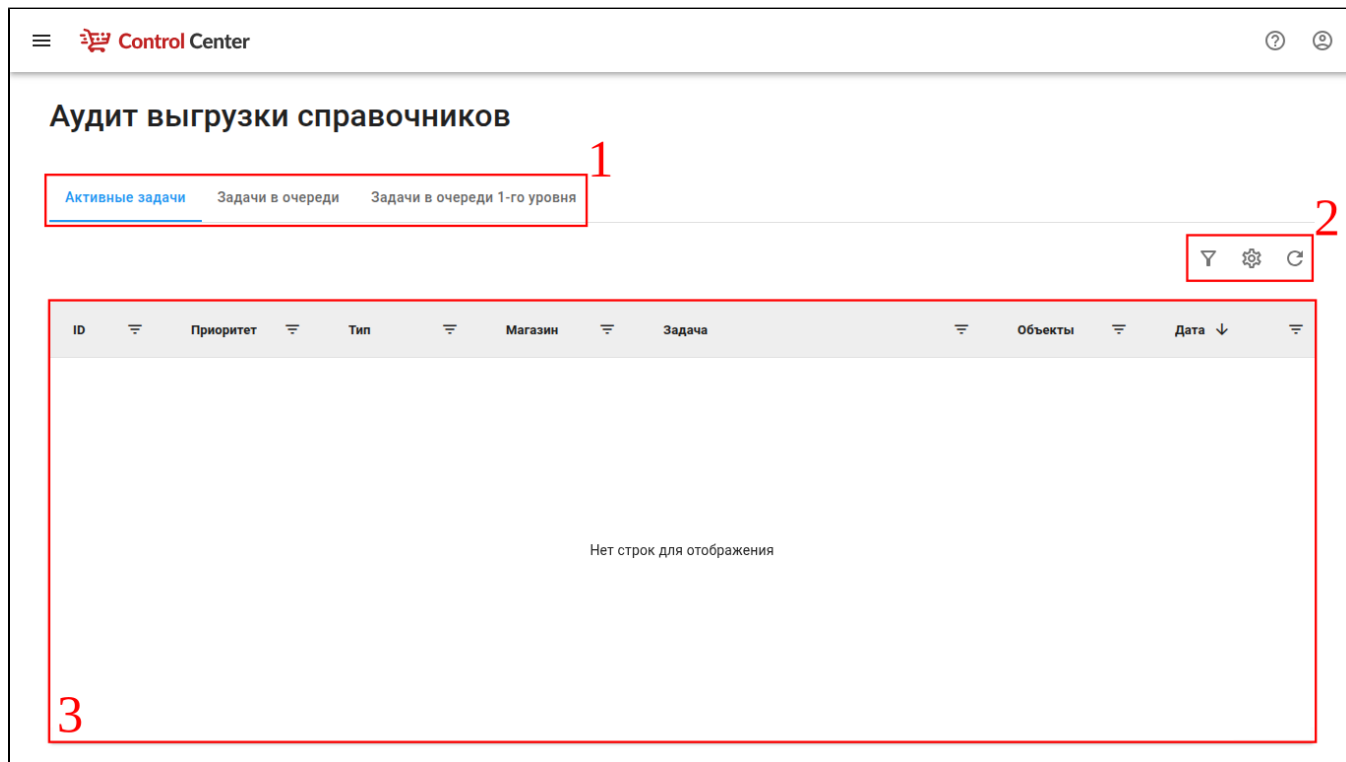 Control Center
Аудит выгрузки справочников
1
Активные задачи Задачи в очереди Задачи в очереди 1-го уровня
2
ID Приоритет Тип Магазин Задача Объекты Дата
Нет строк для отображения
3